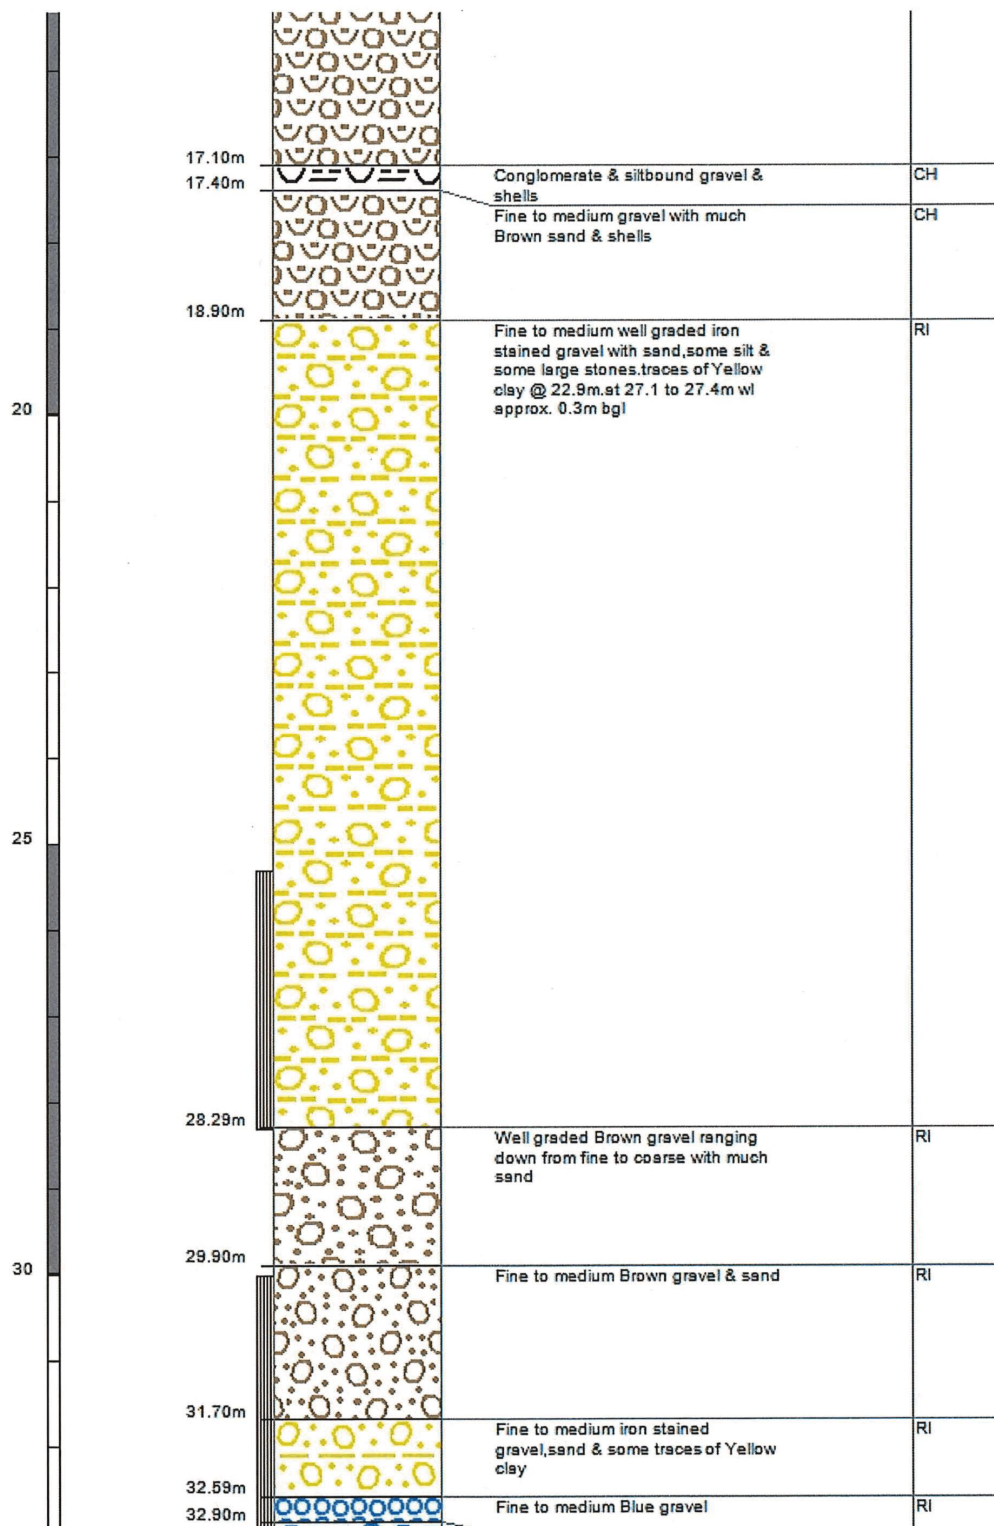 17.10m
Conglomerate & siltbound gravel & CH
17.40m
shells
Fine to medium gravel with much CH
Brown sand & shells
18.90m
Fine to medium well graded iron RI
stained gravel with sand,some silt &
some large stones.traces of Yellow
clay @ 22.9m.at 27.1 to 27.4m wl
approx. 0.3m bgl
20
25
28.29m
Well graded Brown gravel ranging RI
down from fine to coarse with much
sand
29.90m
30
Fine to medium Brown gravel & sand RI
31.70m
Fine to medium iron stained RI
gravel,sand & some traces of Yellow
clay
32.59m
Fine to medium Blue gravel RI
32.90m